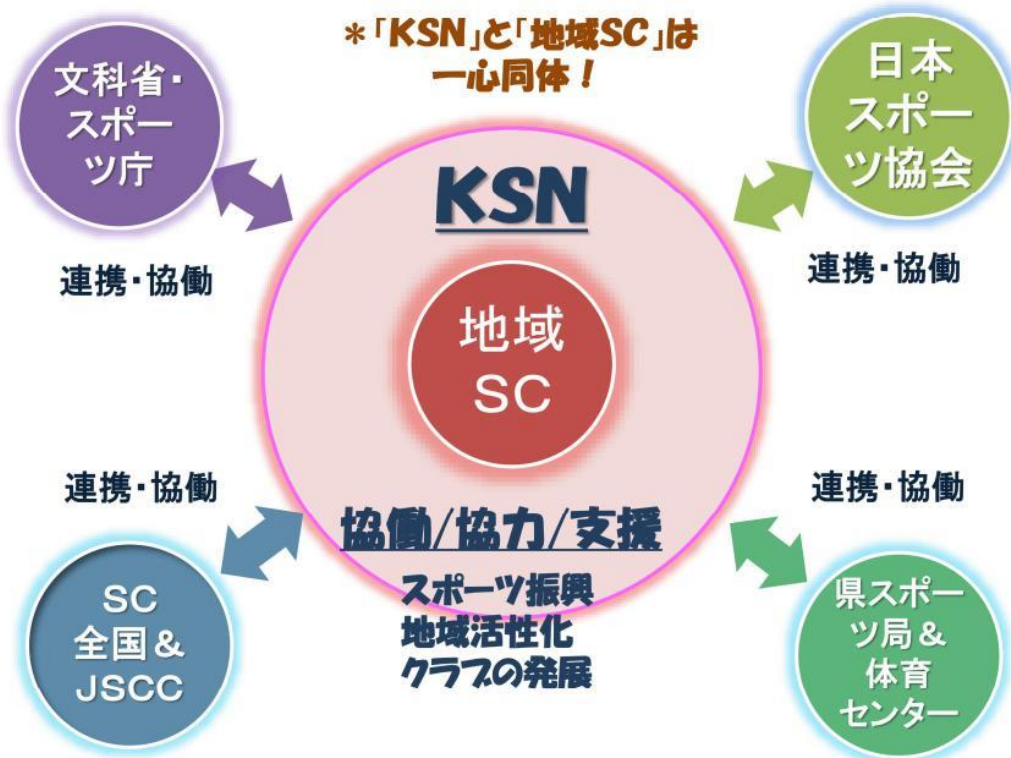 *「KSN」と「地域SC」は
一心同体！
文科省・
スポー
ツ庁
日本
スポー
ツ協会
KSN
連携・協働
連携・協働
地域
SC
連携・協働
連携・協働
協働/協力/支援
スポーツ振興
地域活性化
クラブの発展
SC
全国＆
JSCC
県スポー
ツ局＆
体育
センター